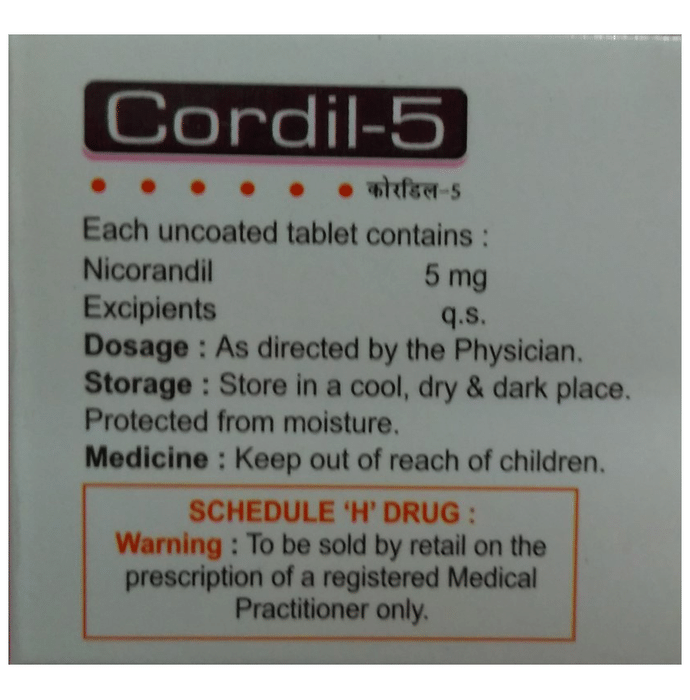 Cordil-5
कोरडिल-5
Each uncoated tablet contains :
Nicorandil 5 mg
Excipients q.s.
Dosage : As directed by the Physician.
Storage : Store in a cool, dry & dark place.
Protected from moisture.
Medicine : Keep out of reach of children.
SCHEDULE 'H' DRUG :
Warning : To be sold by retail on the
prescription of a registered Medical
Practitioner only.